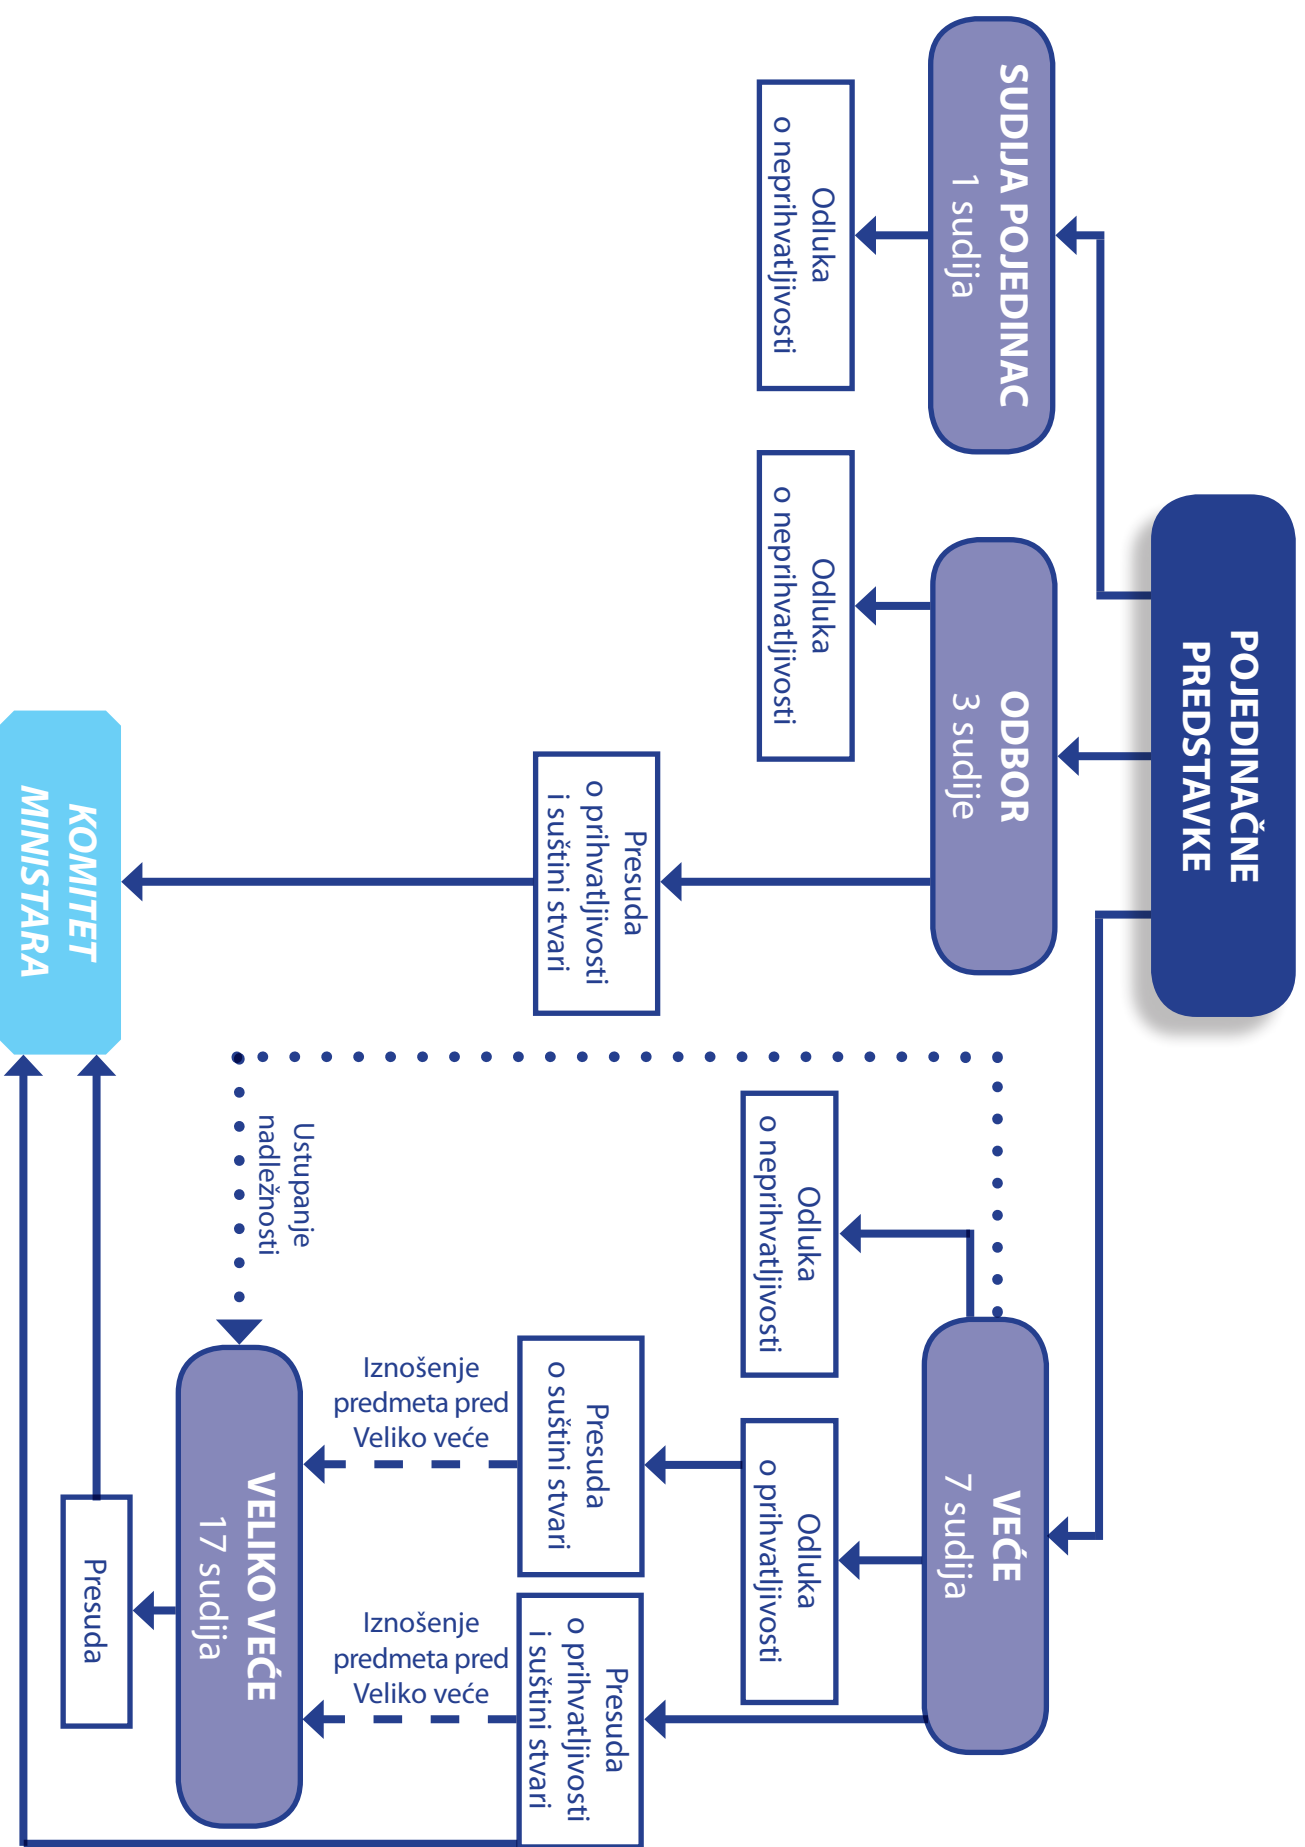 POJEDINAČNE
PREDSTAVKE
SUDIJA POJEDINAC
1 sudija
ODBOR
3 sudije
VEĆE
7 sudija
Odluka
o neprihvatljivosti
Odluka
o neprihvatljivosti
Odluka
o neprihvatljivosti
Odluka
o prihvatljivosti
Presuda
o prihvatljivosti
i suštini stvari
Presuda
o suštini stvari
Presuda
o prihvatljivosti
i suštini stvari
Iznošenje
predmeta pred
Veliko veće
Iznošenje
predmeta pred
Veliko veće
Ustupanje
nadležnosti
VELIKO VEĆE
17 sudija
Presuda
KOMITET
MINISTARA